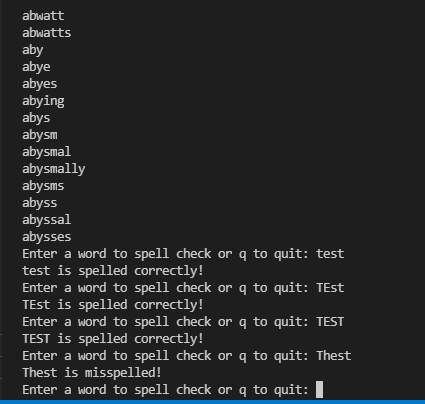 abwatt
abwatts
aby
abye
abyes
abying
abys
abysm
abysmal
abysmally
abysms
abyss
abyssal
abysses
Enter a word to spell check or q to quit: test
test is spelled correctly!
Enter a word to spell check or q to quit: TEst
TEst is spelled correctly!
Enter a word to spell check or q to quit: TEST
TEST is spelled correctly!
Enter a word to spell check or q to quit: Thest
Thest is misspelled!
Enter a word to spell check or q to quit: